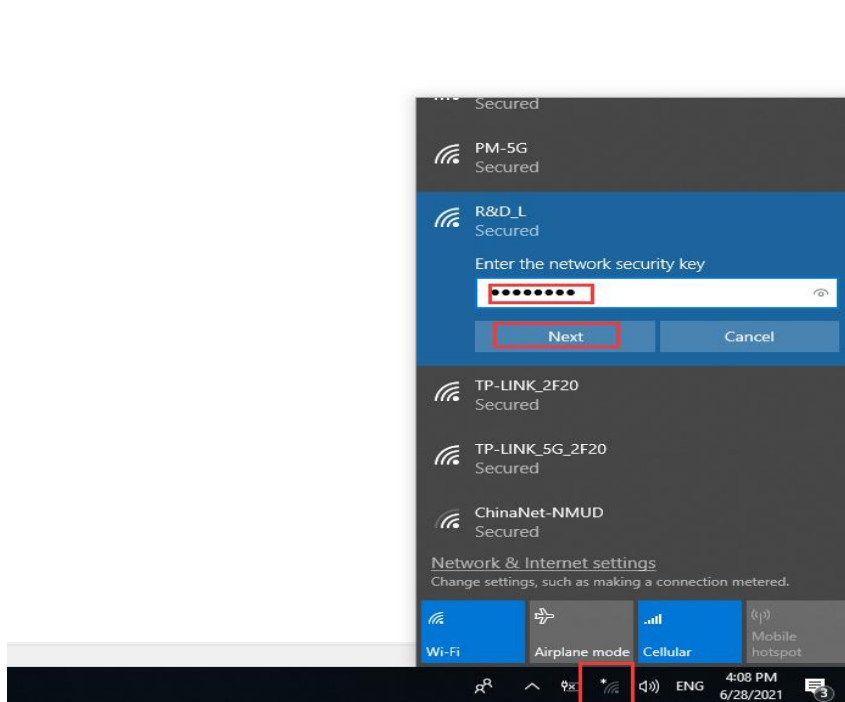 Secured
PM-5G
Secured
R&D_L
Secured
Enter the network security key
••••••••
Next Cancel
TP-LINK_2F20
Secured
TP-LINK_5G_2F20
Secured
ChinaNet-NMUD
Secured
Network & Internet settings
Change settings, such as making a connection metered.
Wi-Fi Airplane mode Cellular Mobile hotspot
ENG 4:08 PM
6/28/2021 3